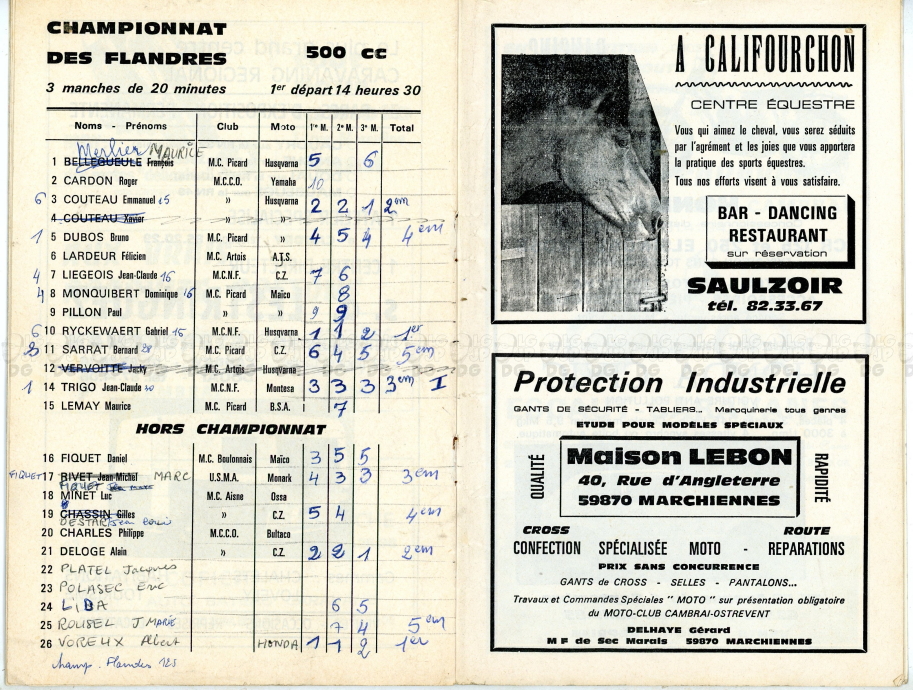 CHAMPIONNAT
DES FLANDRES 500 cc
3 manches de 20 minutes 1er départ 14 heures 30
Noms - Prénoms Club Moto 1re M. 2e M. 3e M. Total
Merlier MAURICE
1 BELLEGUEULE François M.C. Picard Husqvarna 5 6
2 CARDON Roger M.C.C.O. Yamaha 10
6 3 COUTEAU Emmanuel 25 » Husqvarna 2 2 1 2em
4 COUTEAU Xavier » »
1 5 DUBOS Bruno M.C. Picard » 4 5 4 4em
6 LARDEUR Félicien M.C. Artois A.T.S.
4 7 LIEGEOIS Jean-Claude 16 M.C.N.F. C.Z. 7 6
4 8 MONQUIBERT Dominique 16 M.C. Picard Maïco 8
9 PILLON Paul » » 9 9
6 10 RYCKEWAERT Gabriel 15 M.C.N.F. Husqvarna 1 1 2 1er
11 SARRAT Bernard M.C. Picard C.Z. 6 4 5 5em
12 VERVOITTE Jacky M.C. Artois Husqvarna
1 14 TRIGO Jean-Claude M.C.N.F. Montesa 3 3 3 3em I
15 LEMAY Maurice M.C. Picard B.S.A. 7
HORS CHAMPIONNAT
16 FIQUET Daniel M.C. Boulonnais Maïco 3 5 5
FIQUET 17 RIVET Jean-Michel MARC U.S.M.A. Monark 4 3 3 3em
FIQUET
18 MINET Luc M.C. Aisne Ossa
19 CHASSIN Gilles » C.Z. 5 4 4em
20 CHARLES Philippe M.C.C.O. Bultaco
21 DELOGE Alain » C.Z. 2 2 1 2em
22 PLATEL Jacques
23 POLASEC Eric
24 LIBA 6 5
25 ROUSEL J MARIE 7 4 5em
26 VOREUX Albert HONDA 1 1 2 1er
champ. Flandes 125
A CALIFOURCHON
CENTRE ÉQUESTRE
Vous qui aimez le cheval, vous serez séduits
par l'agrément et les joies que vous apportera
la pratique des sports équestres.
Tous nos efforts visent à vous satisfaire.
BAR - DANCING
RESTAURANT
sur réservation
SAULZOIR
tél. 82.33.67
Protection Industrielle
GANTS DE SÉCURITÉ - TABLIERS... Maroquinerie tous genres
ETUDE POUR MODÈLES SPÉCIAUX
QUALITÉ
Maison LEBON
40, Rue d'Angleterre
59870 MARCHIENNES
RAPIDITÉ
CROSS ROUTE
CONFECTION SPÉCIALISÉE MOTO - REPARATIONS
PRIX SANS CONCURRENCE
GANTS de CROSS - SELLES - PANTALONS...
Travaux et Commandes Spéciales " MOTO " sur présentation obligatoire
du MOTO-CLUB CAMBRAI-OSTREVENT
DELHAYE Gérard
M F de Sec Marais 59870 MARCHIENNES